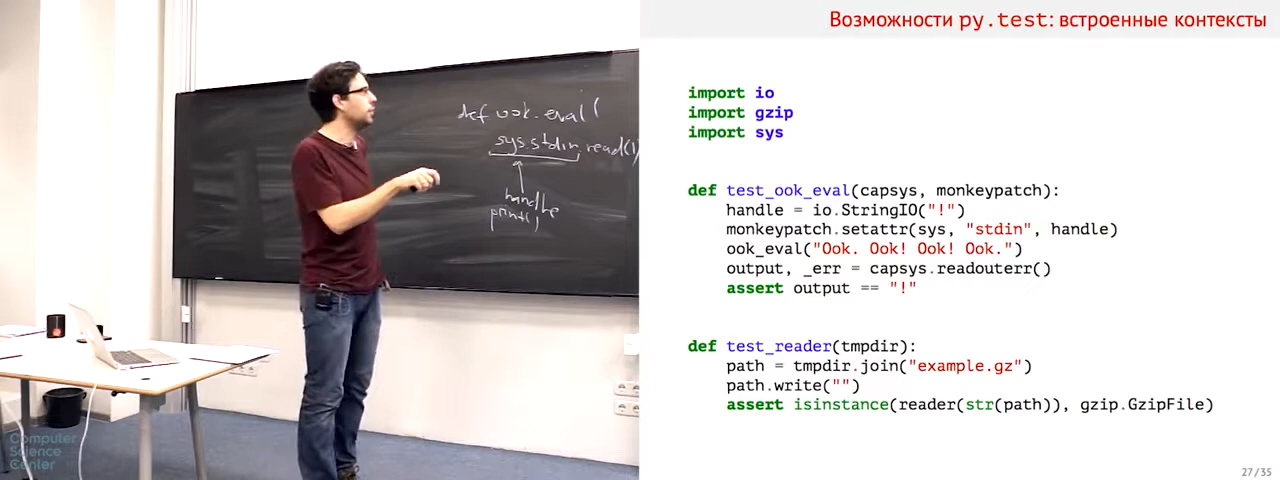 def ook_eval(
sys.stdin.read(1)
handle
print()
Computer
Science
Center
Возможности py.test: встроенные контексты
import io
import gzip
import sys
def test_ook_eval(capsys, monkeypatch):
handle = io.StringIO("!")
monkeypatch.setattr(sys, "stdin", handle)
ook_eval("Ook. Ook! Ook! Ook.")
output, _err = capsys.readouterr()
assert output == "!"
def test_reader(tmpdir):
path = tmpdir.join("example.gz")
path.write("")
assert isinstance(reader(str(path)), gzip.GzipFile)
27/35